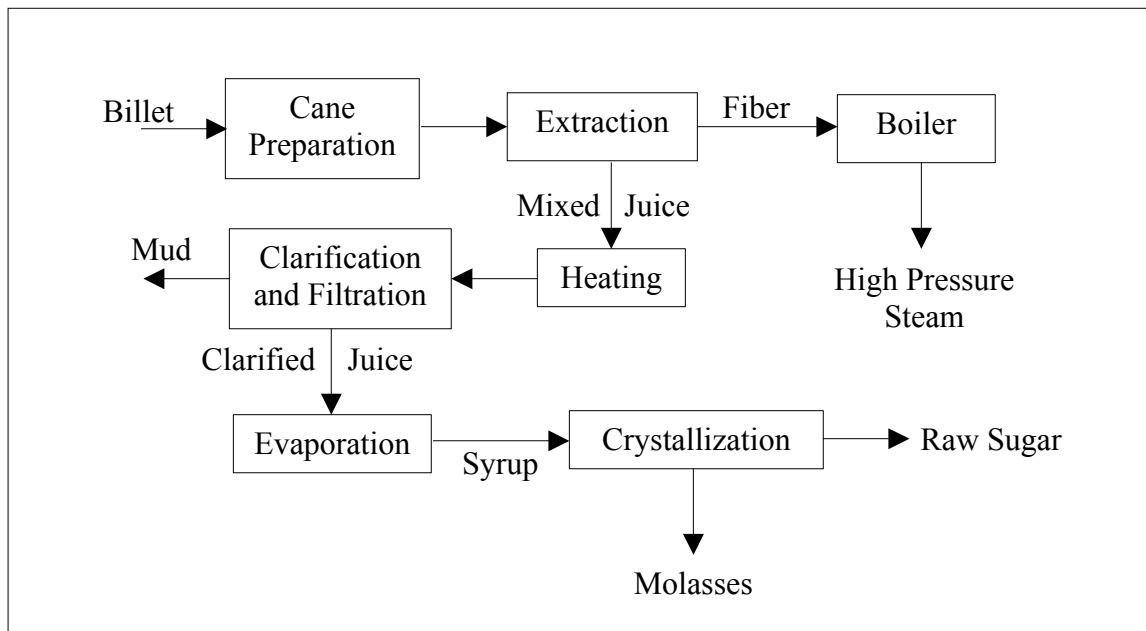 Billet
Cane
Preparation
Extraction
Fiber
Boiler
Mixed Juice
High Pressure
Steam
Heating
Clarification
and Filtration
Mud
Clarified Juice
Evaporation
Syrup
Crystallization
Raw Sugar
Molasses